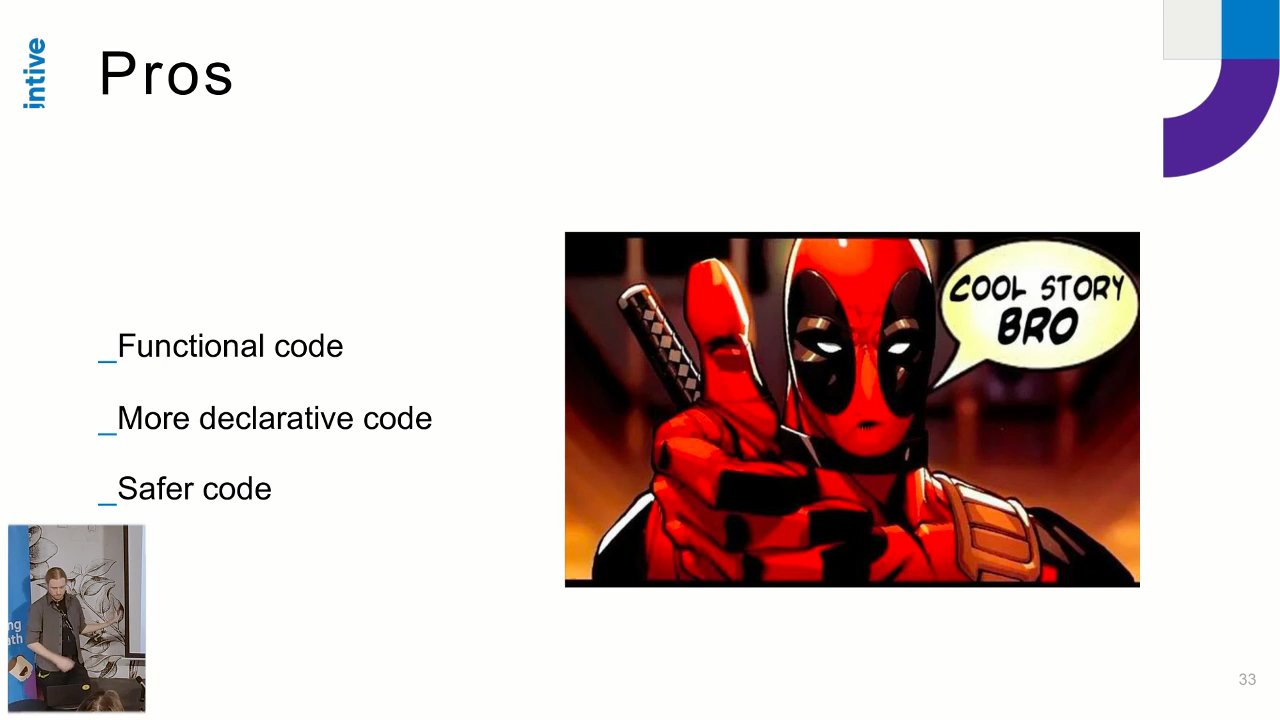 intive
Pros
COOL STORY
BRO
_Functional code
_More declarative code
_Safer code
33